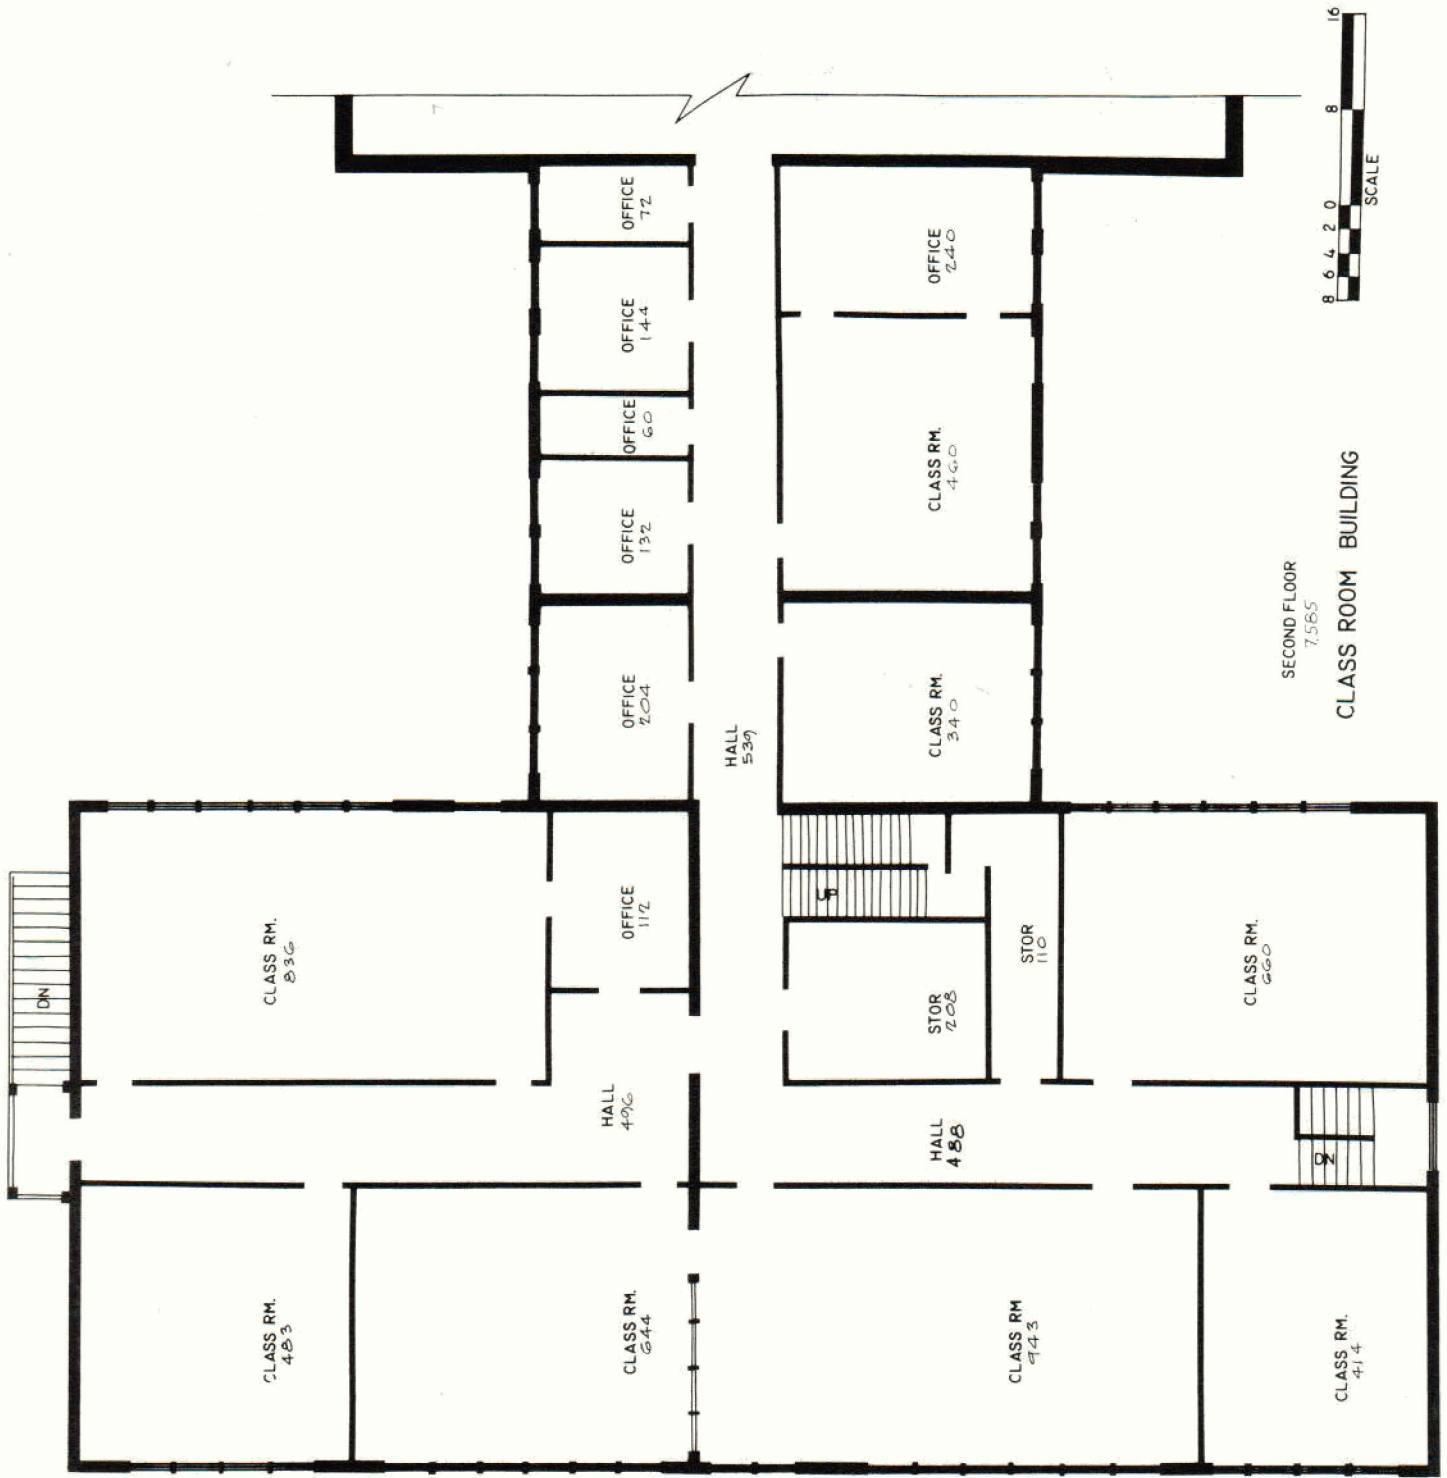 OFFICE
72
OFFICE
144
OFFICE
60
OFFICE
132
OFFICE
204
OFFICE
240
CLASS RM.
460
CLASS RM.
340
HALL
539
CLASS RM.
836
OFFICE
112
UP
STOR
208
STOR
110
CLASS RM.
660
DN
HALL
496
HALL
488
DN
CLASS RM.
483
CLASS RM.
644
CLASS RM
943
CLASS RM.
414
SECOND FLOOR
7,585
CLASS ROOM BUILDING
8 6 4 2 0 8 16
SCALE